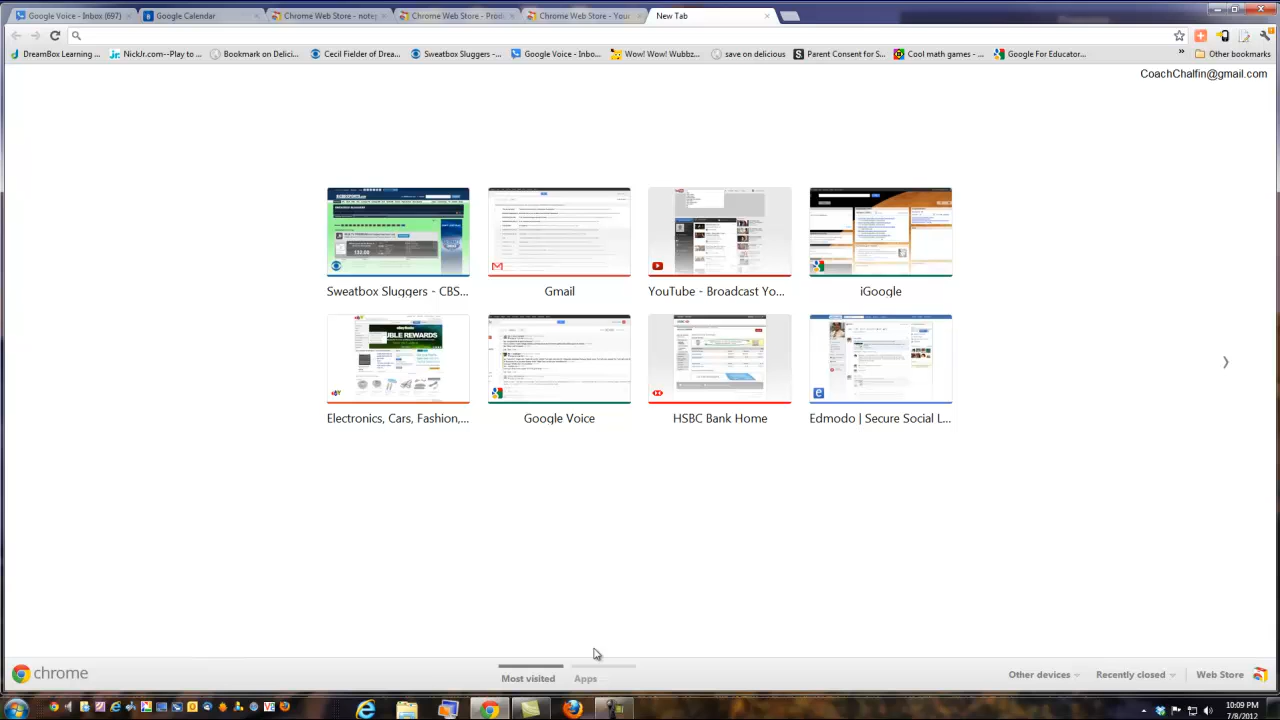 Google Voice - Inbox (697)
Google Calendar
Chrome Web Store - note
Chrome Web Store - Produ
Chrome Web Store - Your
New Tab
DreamBox Learning ...
NickJr.com--Play to ...
Bookmark on Delici...
Cecil Fielder of Drea...
Sweatbox Sluggers -...
Google Voice - Inbo...
Wow! Wow! Wubbz...
save on delicious
Parent Consent for S...
Cool math games - ...
Google For Educator...
»
Other bookmarks
CoachChalfin@gmail.com
Sweatbox Sluggers - CBS...
Gmail
YouTube - Broadcast Yo...
iGoogle
Electronics, Cars, Fashion,...
Google Voice
HSBC Bank Home
Edmodo | Secure Social L...
chrome
Most visited
Apps
Other devices
Recently closed
Web Store
10:09 PM
7/8/2012